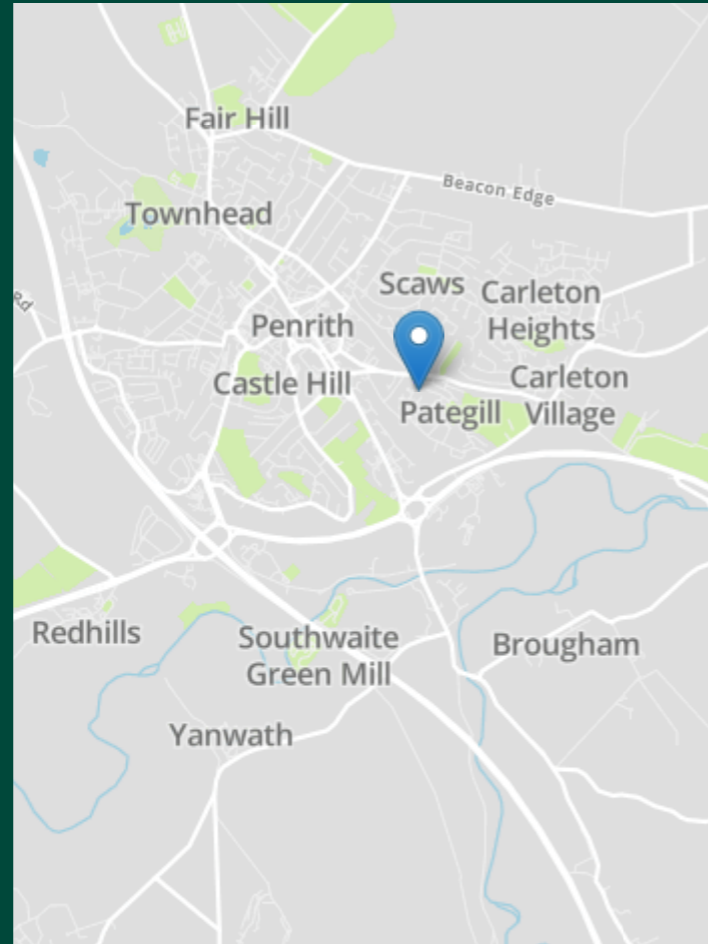 Fair Hill
Beacon Edge
Townhead
Rd
Scaws
Carleton
Heights
Penrith
Castle Hill
Carleton
Village
Pategill
Redhills
Southwaite
Green Mill
Brougham
Yanwath